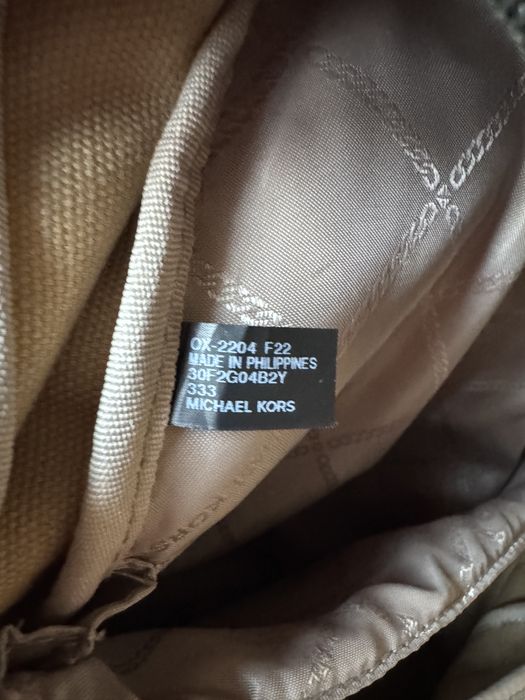 OX-2204 F22
MADE IN PHILIPPINES
30F2G04B2Y
333
MICHAEL KORS